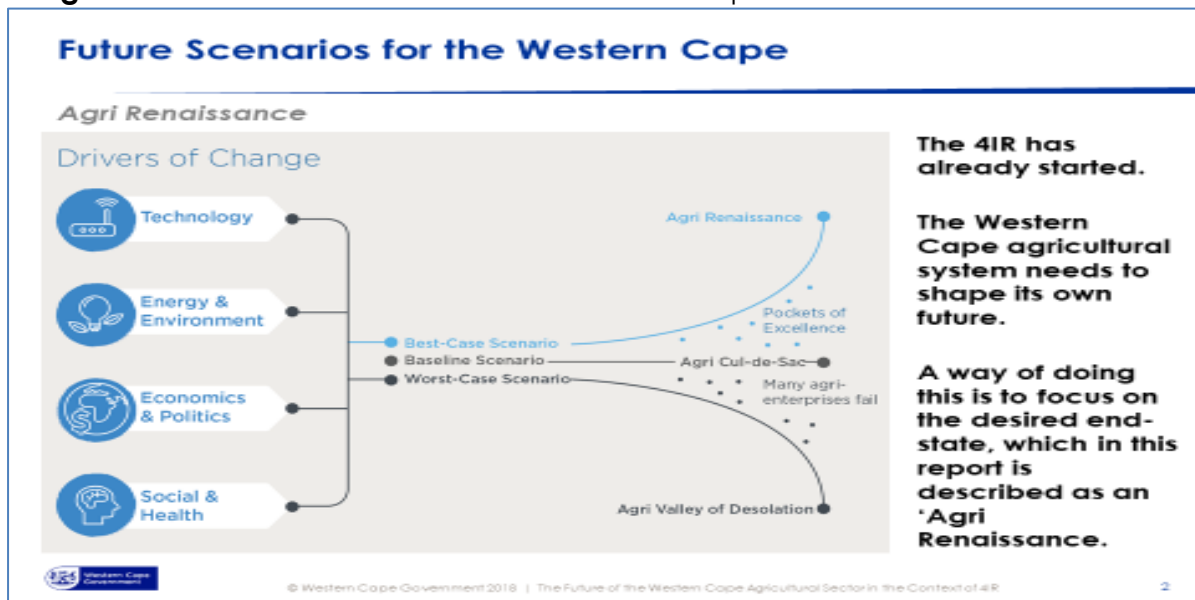 Future Scenarios for the Western Cape
Agri Renaissance
Drivers of Change
Technology
Energy &
Environment
Economics
& Politics
Social &
Health
Agri Renaissance
Pockets of
Excellence
Best-Case Scenario
Baseline Scenario
Agri Cul-de-Sac
Worst-Case Scenario
Many agri-
enterprises fail
Agri Valley of Desolation
The 4IR has
already started.
The Western
Cape agricultural
system needs to
shape its own
future.
A way of doing
this is to focus on
the desired end-
state, which in this
report is
described as an
‘Agri
Renaissance.
Western Cape
Government
© Western Cape Government 2018 | The Future of the Western Cape Agricultural Sector in the Context of 4IR
2